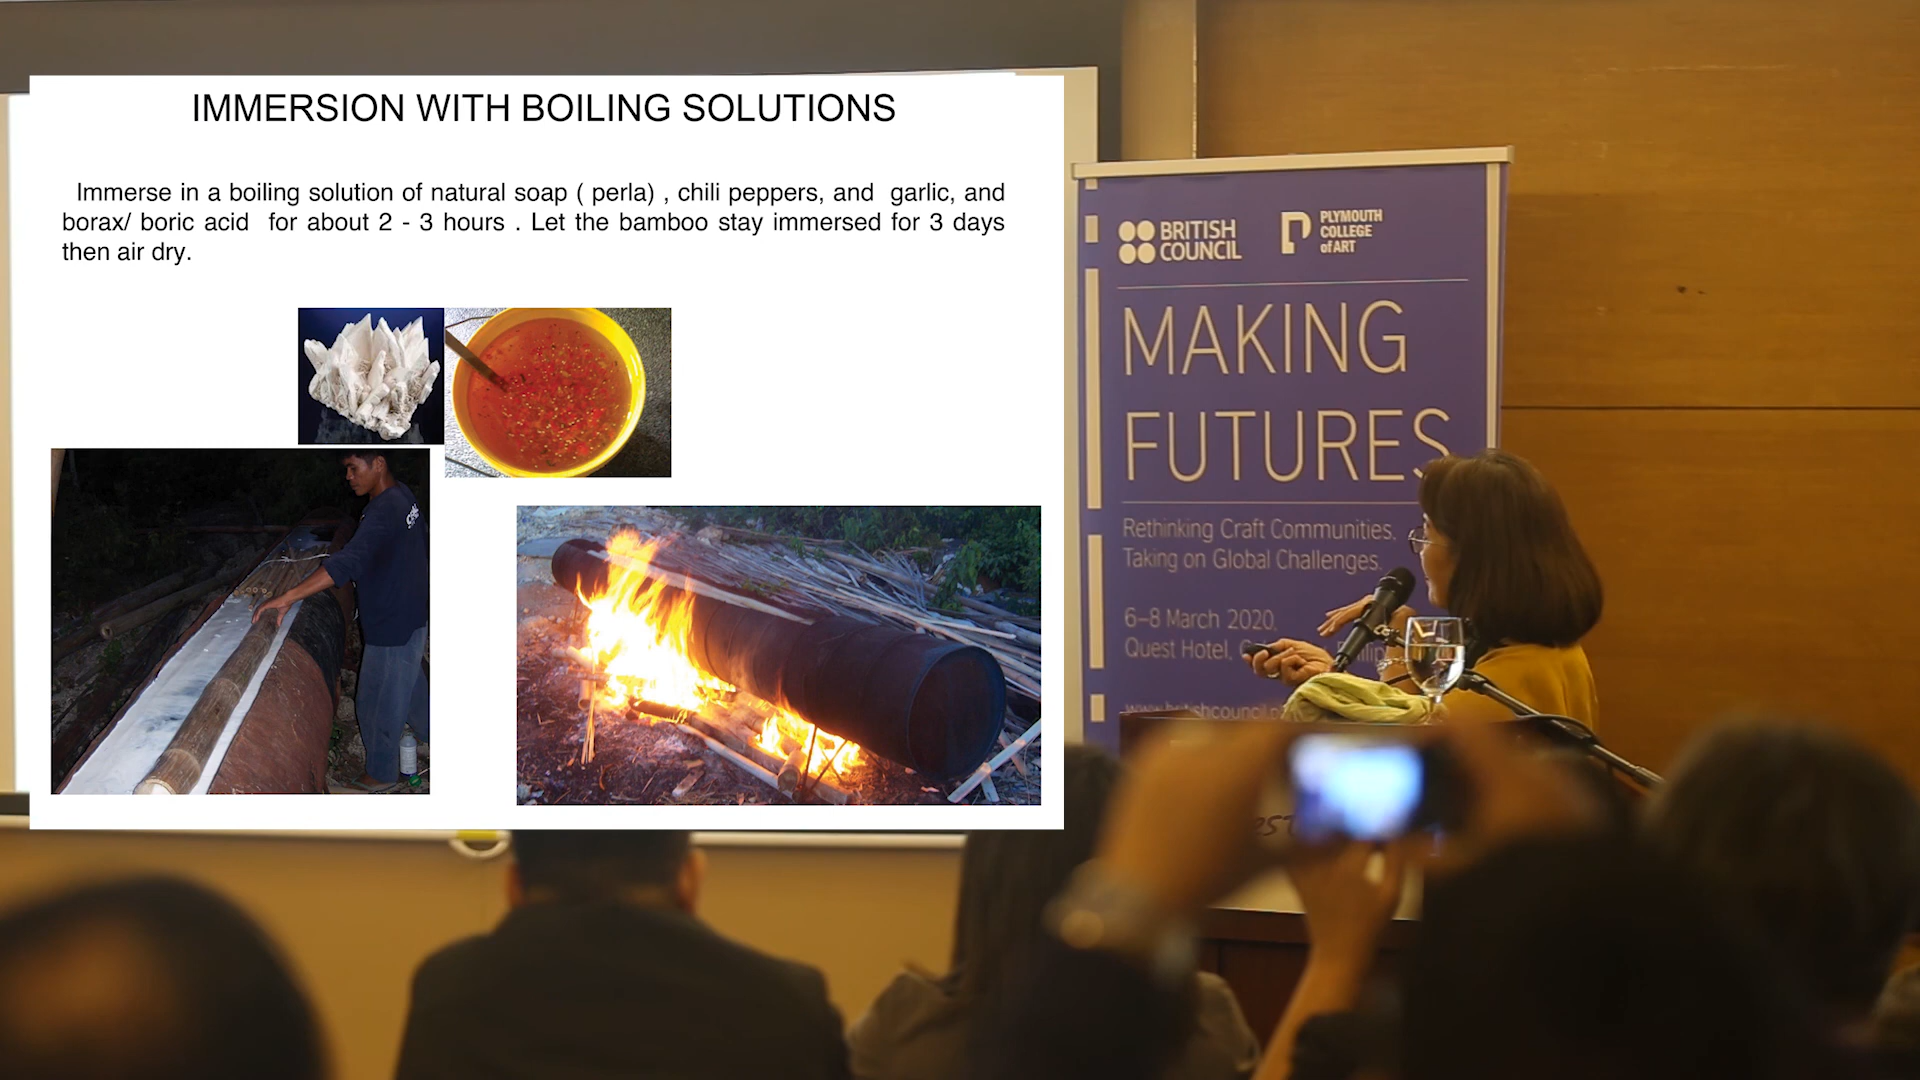 IMMERSION WITH BOILING SOLUTIONS
Immerse in a boiling solution of natural soap ( perla) , chili peppers, and garlic, and
borax/ boric acid for about 2 - 3 hours . Let the bamboo stay immersed for 3 days
then air dry.
BRITISH
COUNCIL
PLYMOUTH
COLLEGE
of ART
MAKING
FUTURES
Rethinking Craft Communities.
Taking on Global Challenges.
6–8 March 2020.
Quest Hotel,